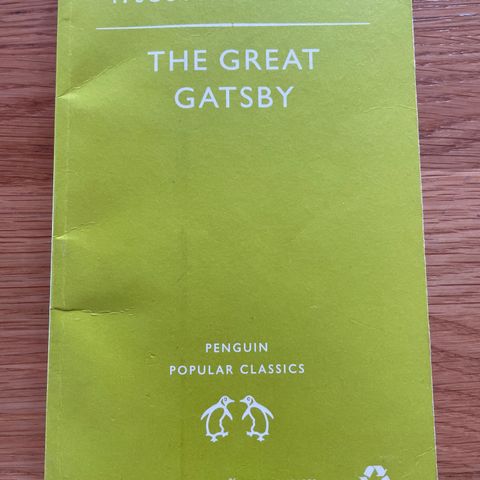 THE GREAT
GATSBY
PENGUIN
POPULAR CLASSICS